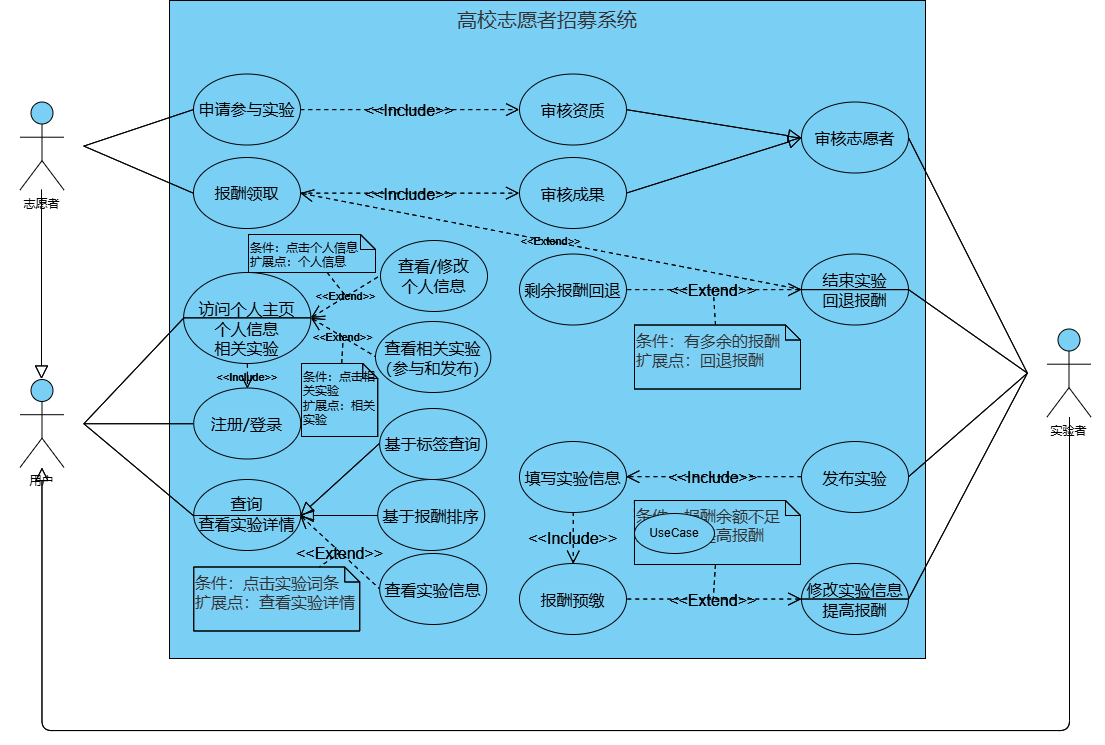 高校志愿者招募系统
申请参与实验
<<Include>>
审核资质
审核志愿者
志愿者
报酬领取
<<Include>>
审核成果
<<Extend>>
条件：点击个人信息
扩展点：个人信息
查看/修改
个人信息
<<Extend>>
剩余报酬回退
<<Extend>>
结束实验
回退报酬
访问个人主页
个人信息
相关实验
<<Extend>>
查看相关实验
（参与和发布）
条件：有多余的报酬
扩展点：回退报酬
<<Include>>
条件：点击相
关实验
扩展点：相关
实验
注册/登录
实验者
用户
基于标签查询
填写实验信息
<<Include>>
发布实验
查询
查看实验详情
基于报酬排序
报酬余额不足
提高报酬
UseCase
<<Include>>
<<Extend>>
条件：点击实验词条
扩展点：查看实验详情
查看实验信息
报酬预缴
<<Extend>>
修改实验信息
提高报酬